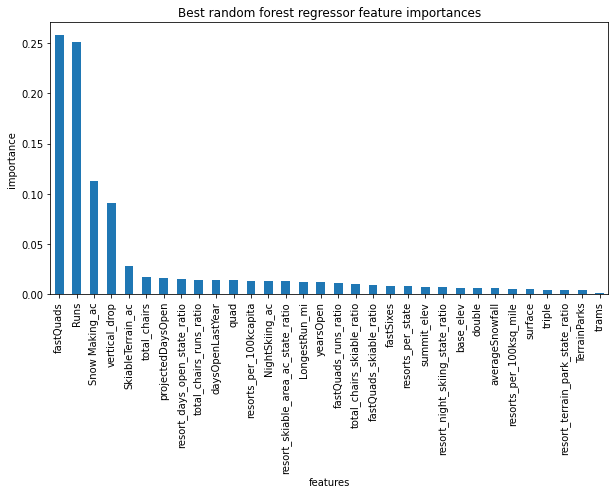 Best random forest regressor feature importances
importance
0.25
0.20
0.15
0.10
0.05
0.00
fastQuads
Runs
Snow Making_ac
vertical_drop
SkiableTerrain_ac
total_chairs
projectedDaysOpen
resort_days_open_state_ratio
total_chairs_runs_ratio
daysOpenLastYear
quad
resorts_per_100kcapita
NightSkiing_ac
resort_skiable_area_ac_state_ratio
LongestRun_mi
yearsOpen
fastQuads_runs_ratio
total_chairs_skiable_ratio
fastQuads_skiable_ratio
fastSixes
resorts_per_state
summit_elev
resort_night_skiing_state_ratio
base_elev
double
averageSnowfall
resorts_per_100ksq_mile
surface
triple
resort_terrain_park_state_ratio
TerrainParks
trams
features